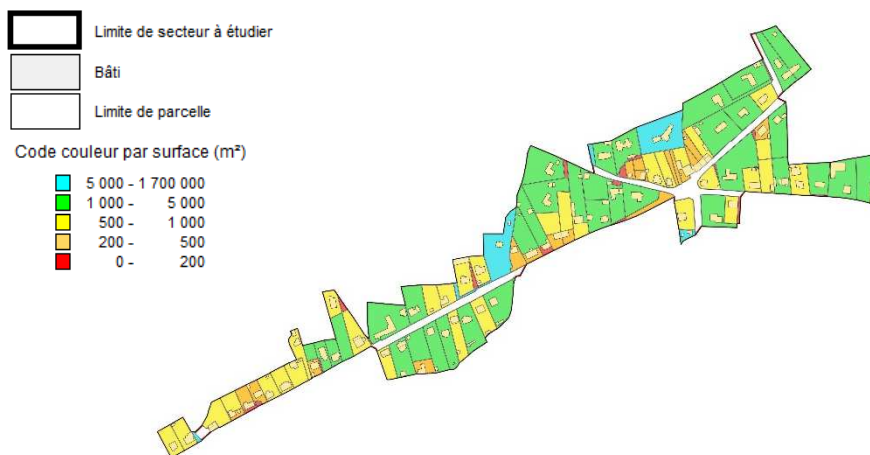 Limite de secteur à étudier
Bâti
Limite de parcelle
Code couleur par surface (m²)
5 000 - 1 700 000
1 000 - 5 000
500 - 1 000
200 - 500
0 - 200